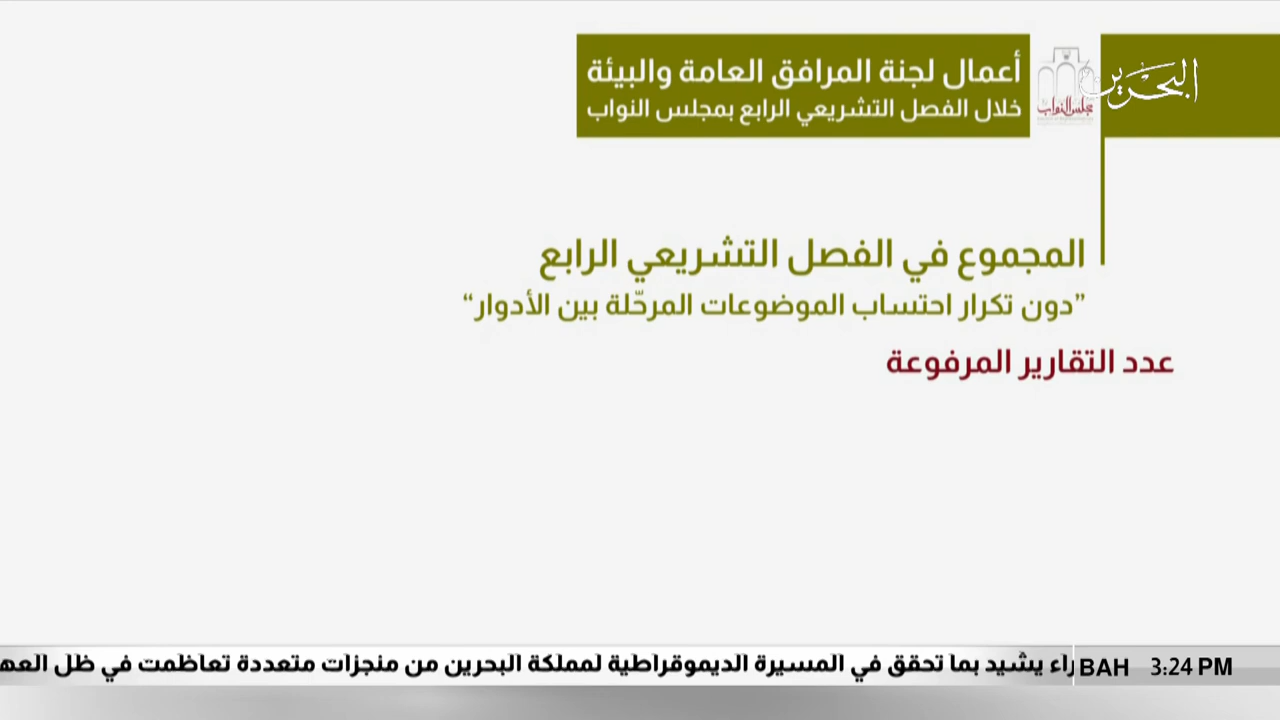 أعمال لجنة المرافق العامة والبيئة
خلال الفصل التشريعي الرابع بمجلس النواب
مجلس النواب
البحرين
المجموع في الفصل التشريعي الرابع
”دون تكرار احتساب الموضوعات المرحّلة بين الأدوار“
عدد التقارير المرفوعة
يشيد بما تحقق في المسيرة الديموقراطية لمملكة البحرين من منجزات متعددة تعاظمت في ظل
BAH 3:24 PM